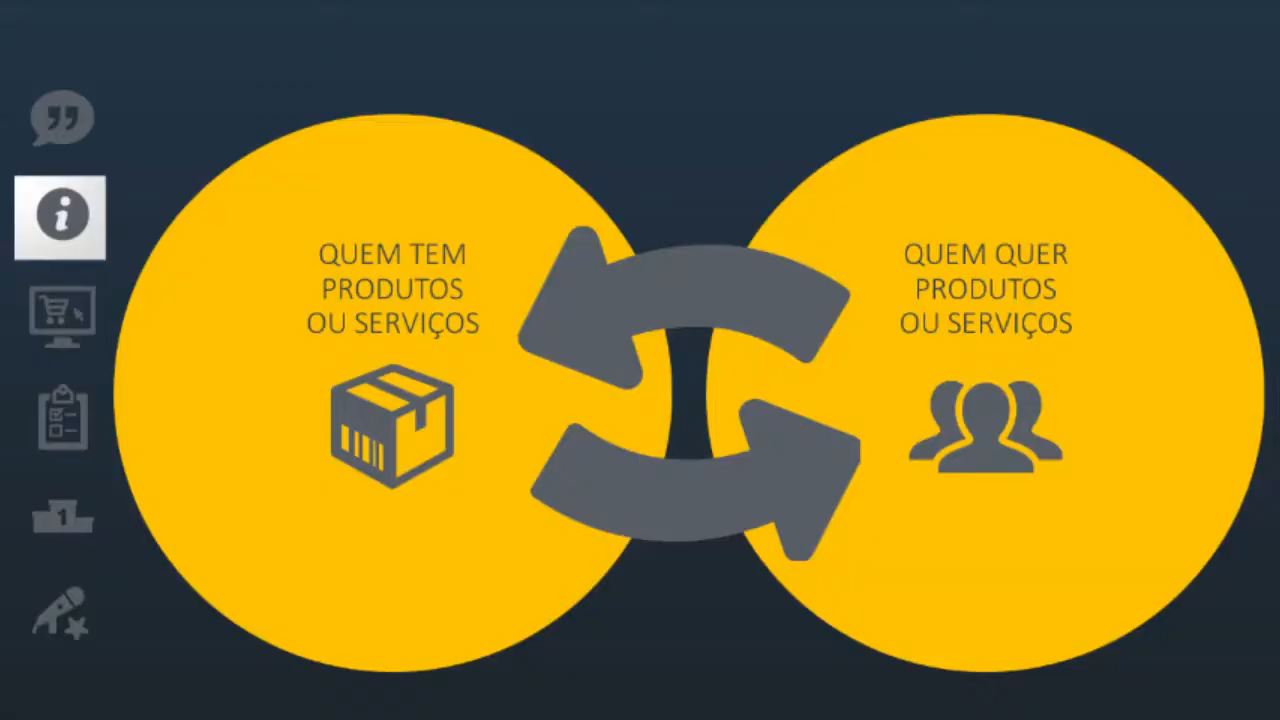 QUEM TEM
PRODUTOS
OU SERVIÇOS
QUEM QUER
PRODUTOS
OU SERVIÇOS
1